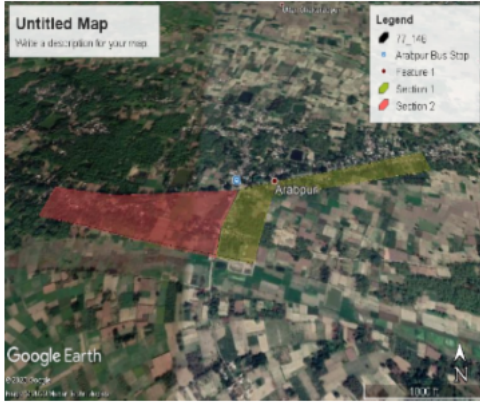 Untitled Map
Write a description for your map.
Legend
77_146
Arabpur Bus Stop
Feature 1
Section 1
Section 2
Arabpur
Google Earth
N
1000 ft